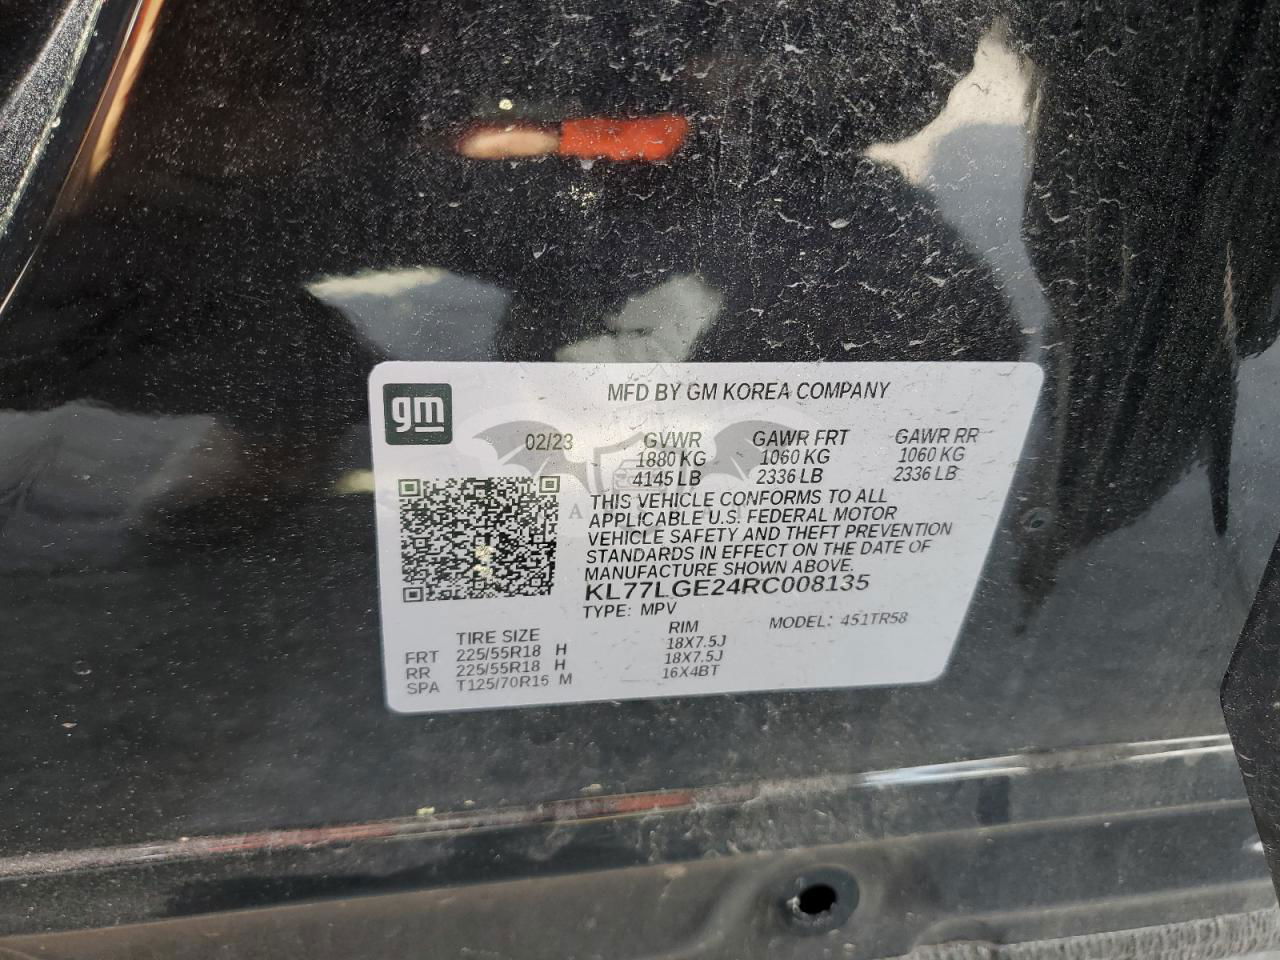 gm
MFD BY GM KOREA COMPANY
02/23 GVWR GAWR FRT GAWR RR
1880 KG 1060 KG 1060 KG
4145 LB 2336 LB 2336 LB
THIS VEHICLE CONFORMS TO ALL
APPLICABLE U.S. FEDERAL MOTOR
VEHICLE SAFETY AND THEFT PREVENTION
STANDARDS IN EFFECT ON THE DATE OF
MANUFACTURE SHOWN ABOVE.
KL77LGE24RC008135
TYPE: MPV MODEL: 451TR58
TIRE SIZE RIM
FRT 225/55R18 H 18X7.5J
RR 225/55R18 H 18X7.5J
SPA T125/70R16 M 16X4BT